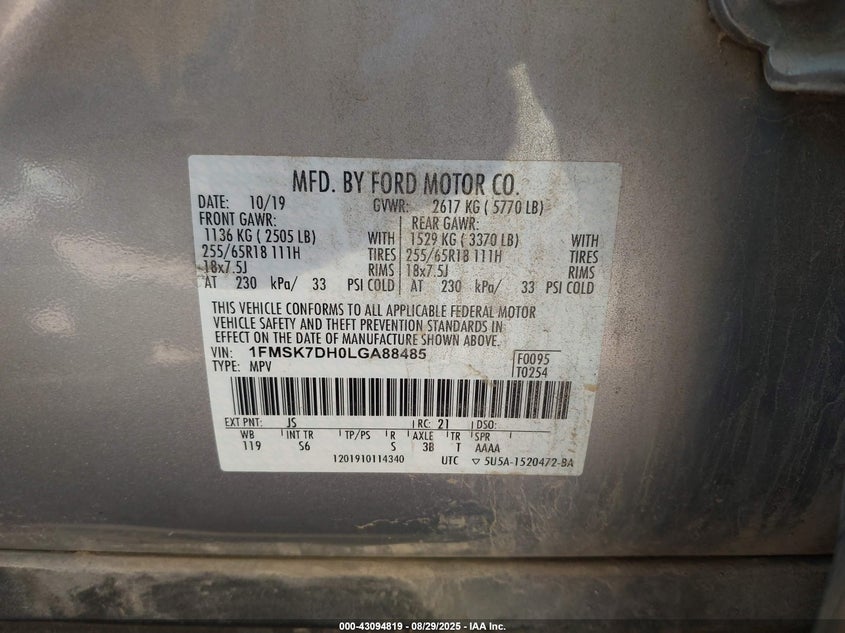 MFD. BY FORD MOTOR CO.
DATE: 10/19 GVWR: 2617 KG ( 5770 LB)
FRONT GAWR: REAR GAWR:
1136 KG ( 2505 LB) WITH 1529 KG ( 3370 LB) WITH
255/65R18 111H TIRES 255/65R18 111H TIRES
18x7.5J RIMS 18x7.5J RIMS
AT 230 kPa/ 33 PSI COLD AT 230 kPa/ 33 PSI COLD
THIS VEHICLE CONFORMS TO ALL APPLICABLE FEDERAL MOTOR
VEHICLE SAFETY AND THEFT PREVENTION STANDARDS IN
EFFECT ON THE DATE OF MANUFACTURE SHOWN ABOVE.
VIN: 1FMSK7DH0LGA88485 F0095
TYPE: MPV T0254
EXT PNT: JS RC: 21 DSO:
WB INT TR TP/PS R AXLE TR SPR
119 S6 S 3B T AAAA
1201910114340 UTC ▽ 5U5A-1520472-BA
000-43094819 - 08/29/2025 - IAA Inc.